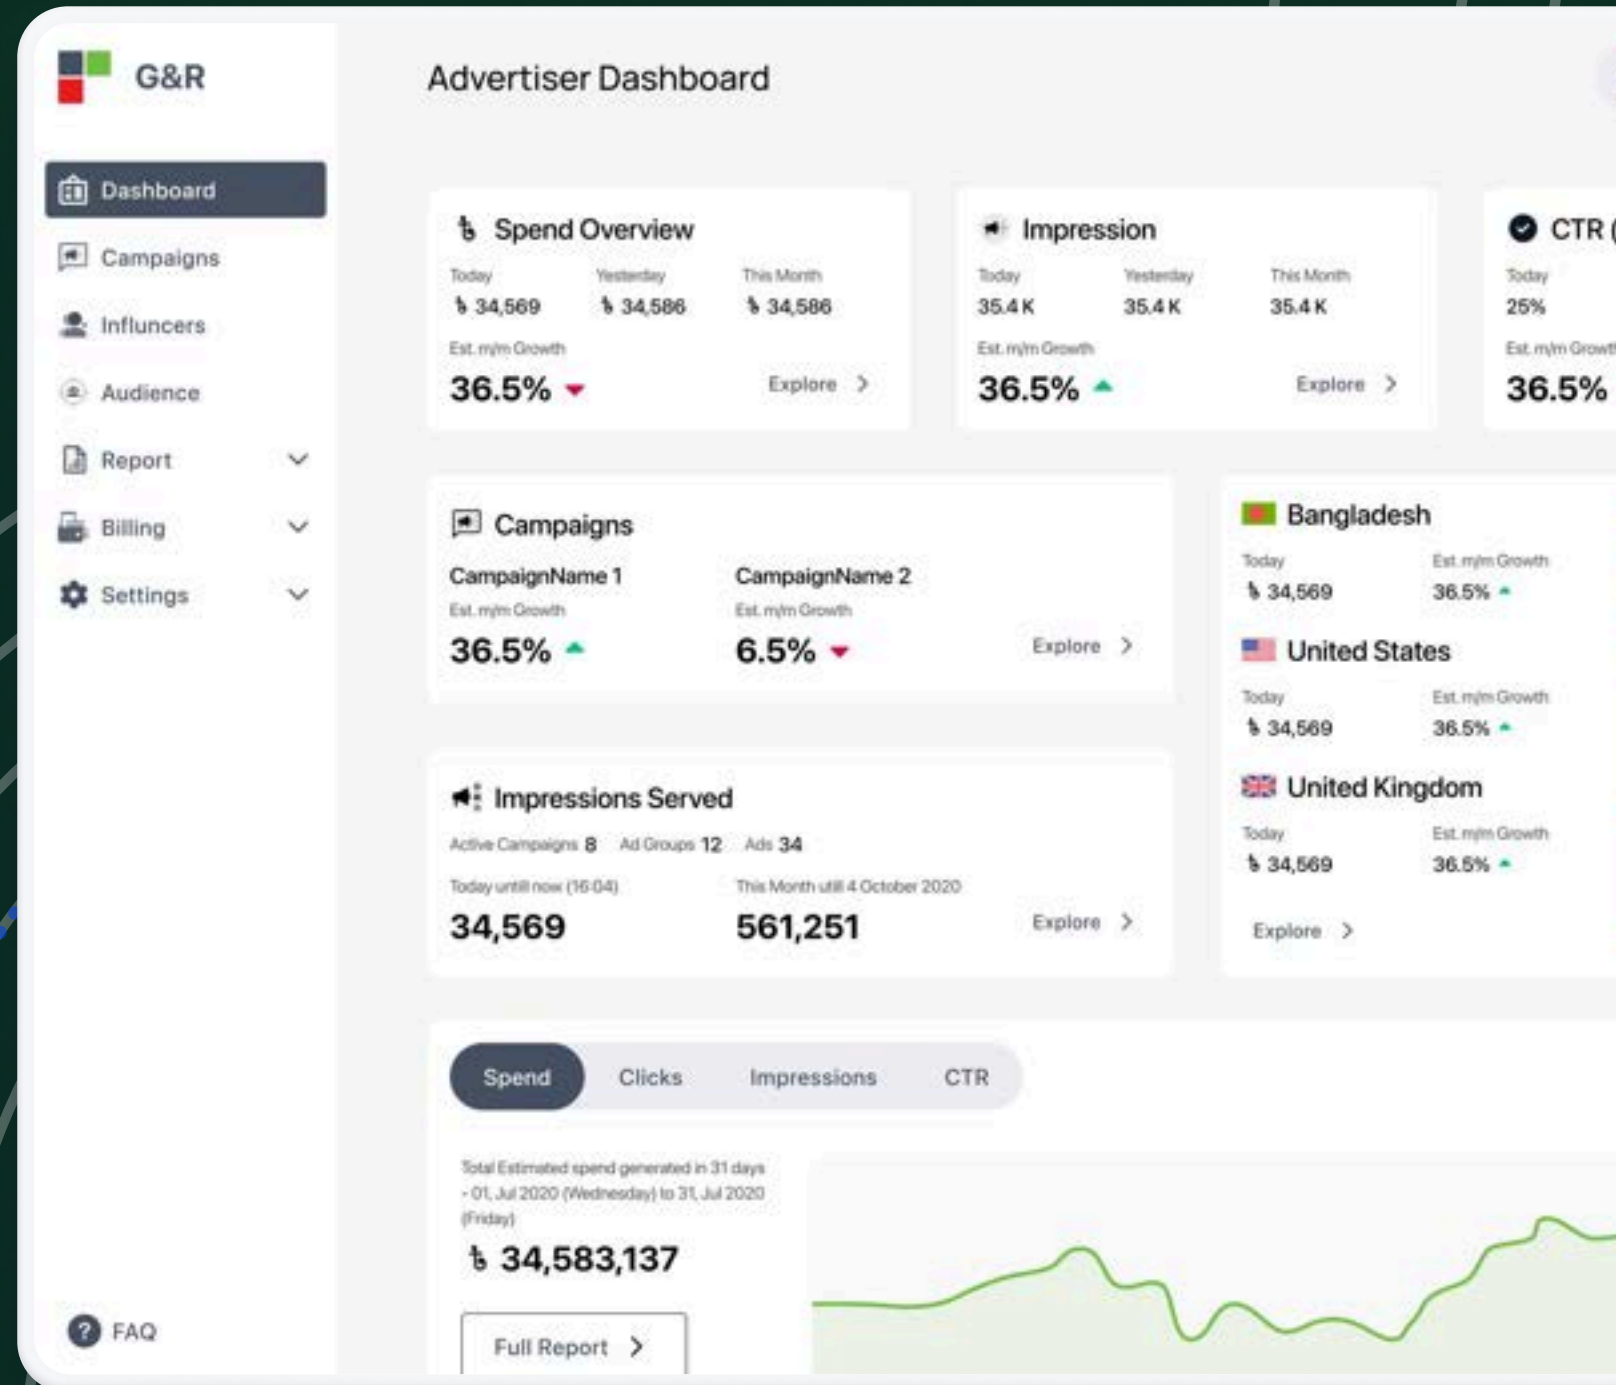 G&R
Advertiser Dashboard
Dashboard
Campaigns
Influncers
Audience
Report
Billing
Settings
FAQ
৳ Spend Overview
Today Yesterday This Month
৳ 34,569 ৳ 34,586 ৳ 34,586
Est. m/m Growth
36.5% Explore >
Impression
Today Yesterday This Month
35.4 K 35.4 K 35.4 K
Est. m/m Growth
36.5% Explore >
CTR (
Today
25%
Est. m/m Growth
36.5%
Campaigns
CampaignName 1 CampaignName 2
Est. m/m Growth Est. m/m Growth
36.5% 6.5% Explore >
Impressions Served
Active Campaigns 8 Ad Groups 12 Ads 34
Today untill now (16:04) This Month utill 4 October 2020
34,569 561,251 Explore >
Bangladesh
Today Est. m/m Growth
৳ 34,569 36.5%
United States
Today Est. m/m Growth
৳ 34,569 36.5%
United Kingdom
Today Est. m/m Growth
৳ 34,569 36.5%
Explore >
Spend Clicks Impressions CTR
Total Estimated spend generated in 31 days
- 01, Jul 2020 (Wednesday) to 31, Jul 2020
(Friday)
৳ 34,583,137
Full Report >